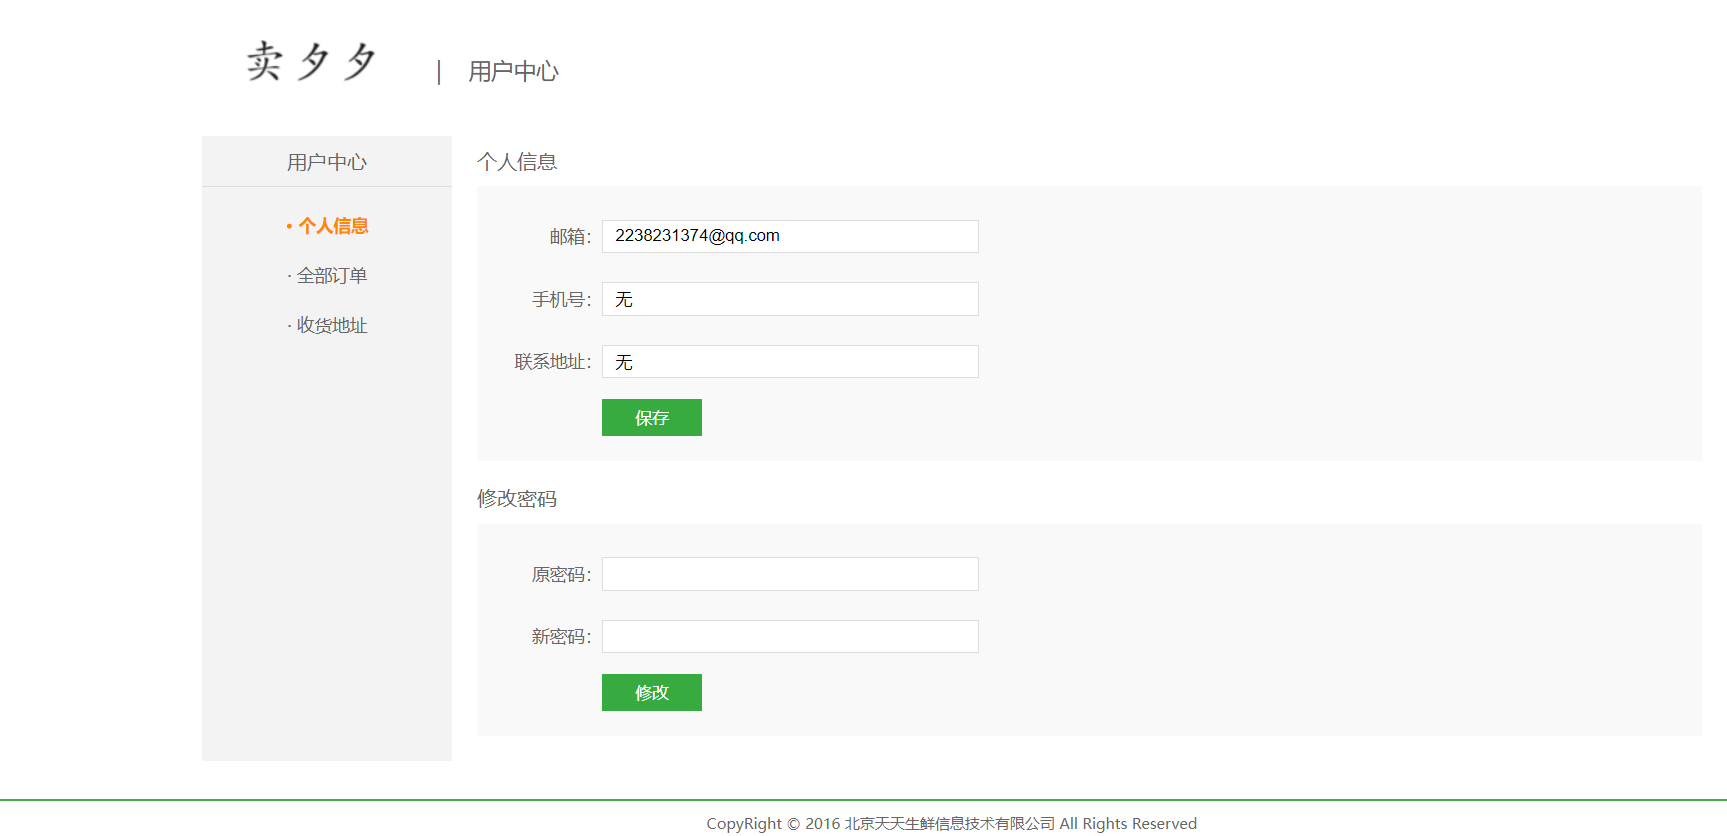 卖夕夕 | 用户中心
用户中心
• 个人信息
· 全部订单
· 收货地址
个人信息
邮箱： 2238231374@qq.com
手机号： 无
联系地址： 无
保存
修改密码
原密码：
新密码：
修改
CopyRight © 2016 北京天天生鲜信息技术有限公司 All Rights Reserved